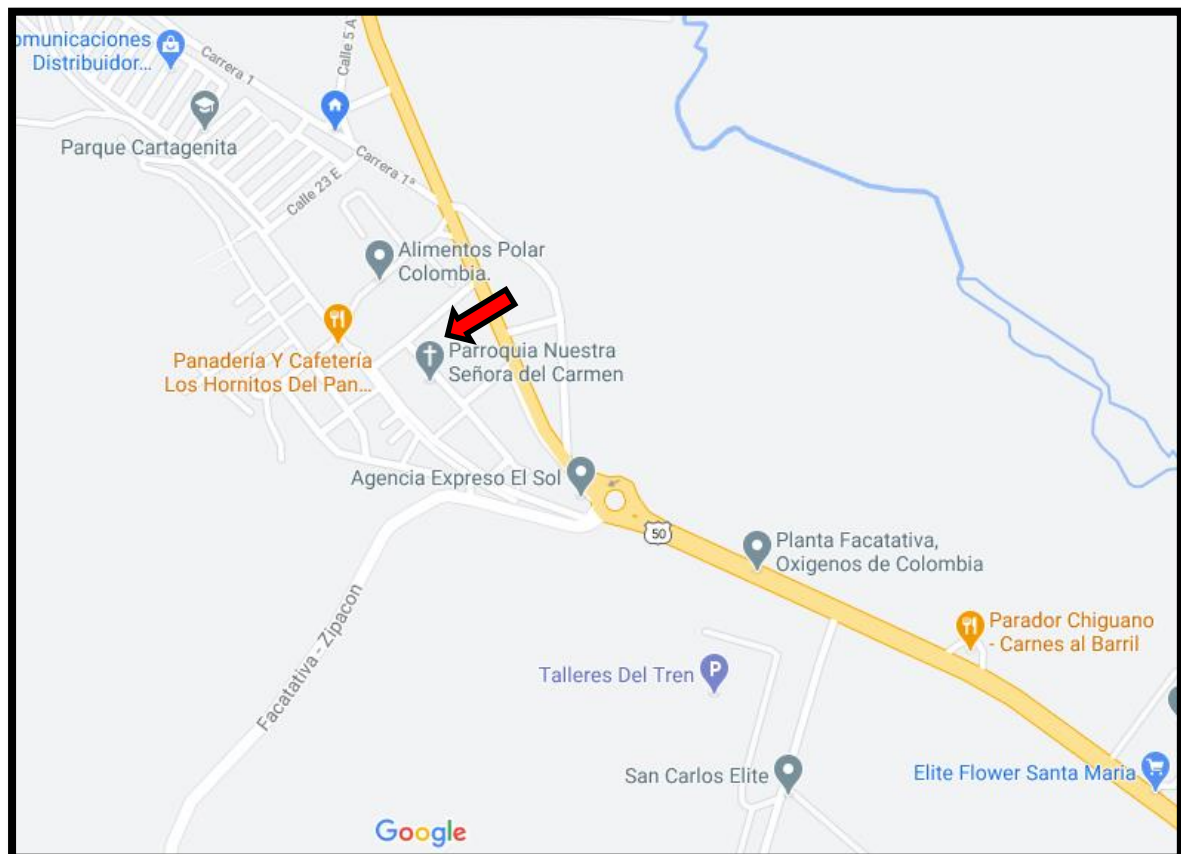 omunicaciones
Distribuidor...
Carrera 1
Calle 5 A
Parque Cartagenita
Carrera 1ª
Calle 23 E
Alimentos Polar
Colombia.
Panadería Y Cafetería
Los Hornitos Del Pan...
Parroquia Nuestra
Señora del Carmen
Agencia Expreso El Sol
50
Planta Facatativa,
Oxigenos de Colombia
Facatativa - Zipacon
Parador Chiguano
- Carnes al Barril
Talleres Del Tren
P
San Carlos Elite
Elite Flower Santa Maria
Google